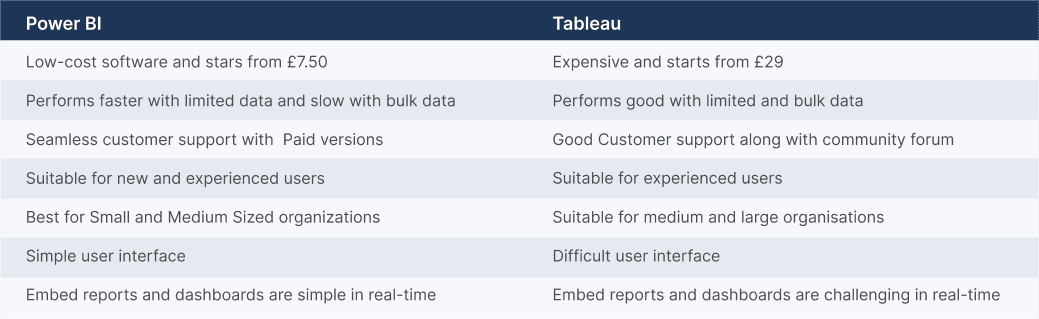 Power BI Tableau
Low-cost software and stars from £7.50 Expensive and starts from £29
Performs faster with limited data and slow with bulk data Performs good with limited and bulk data
Seamless customer support with  Paid versions Good Customer support along with community forum
Suitable for new and experienced users Suitable for experienced users
Best for Small and Medium Sized organizations Suitable for medium and large organisations
Simple user interface Difficult user interface
Embed reports and dashboards are simple in real-time Embed reports and dashboards are challenging in real-time